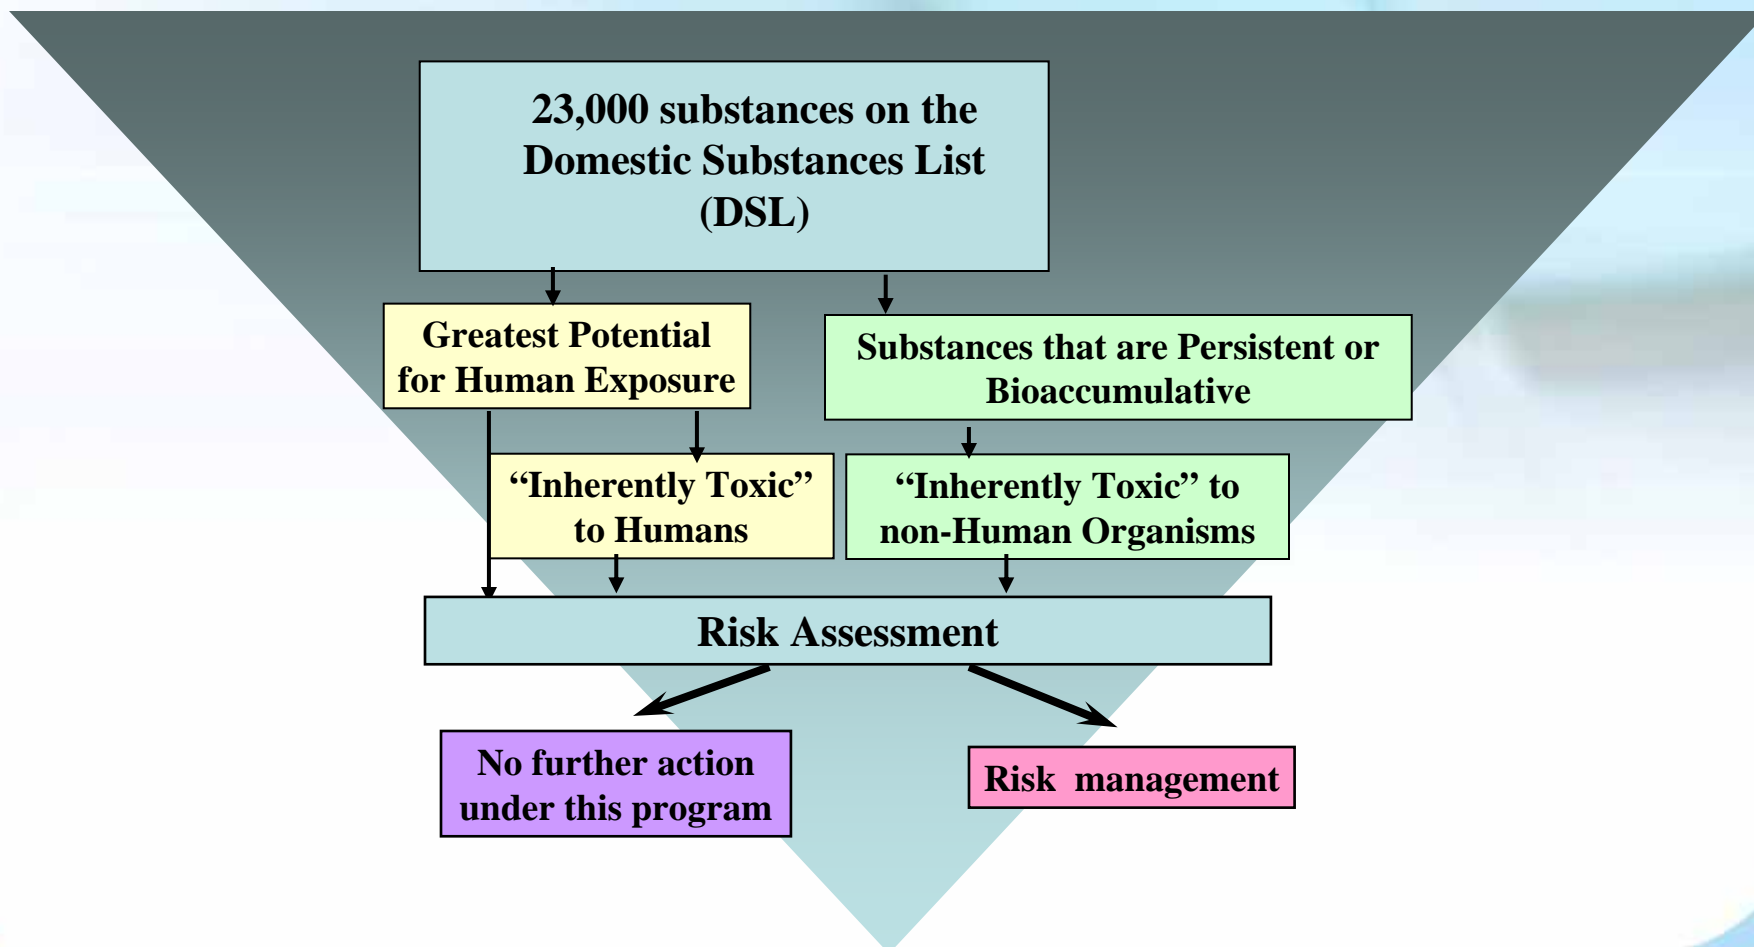 23,000 substances on the
Domestic Substances List
(DSL)
Greatest Potential
for Human Exposure
Substances that are Persistent or
Bioaccumulative
“Inherently Toxic”
to Humans
“Inherently Toxic” to
non-Human Organisms
Risk Assessment
No further action
under this program
Risk management